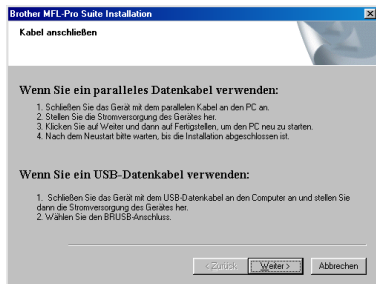 Brother MFL-Pro Suite Installation
Kabel anschließen
Wenn Sie ein paralleles Datenkabel verwenden:
1. Schließen Sie das Gerät mit dem parallelen Kabel an den PC an.
2. Stellen Sie die Stromversorgung des Gerätes her.
3. Klicken Sie auf Weiter und dann auf Fertigstellen, um den PC neu zu starten.
4. Nach dem Neustart bitte warten, bis die Installation abgeschlossen ist.
Wenn Sie ein USB-Datenkabel verwenden:
1. Schließen Sie das Gerät mit dem USB-Datenkabel an den Computer an und stellen Sie
dann die Stromversorgung des Gerätes her.
2. Wählen Sie den BRUSB-Anschluss.
< Zurück Weiter > Abbrechen